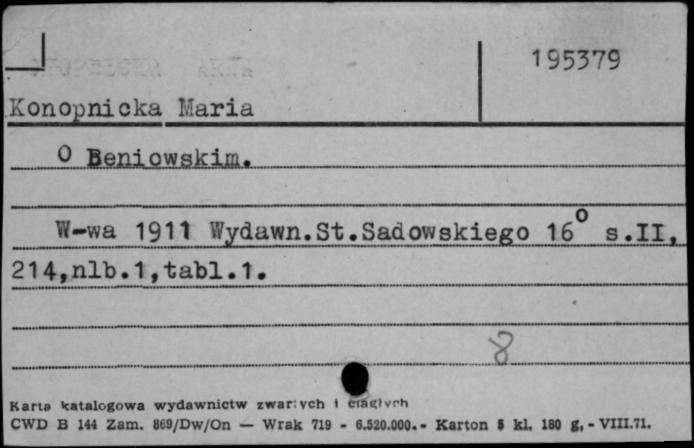 195379
Konopnicka Maria
O Beniowskim.
W-wa 1911 Wydawn.St.Sadowskiego 16° s.II,
214,nlb.1,tabl.1.
8
Karta katalogowa wydawnictw zwartych i ciągłych
CWD B 144 Zam. 869/Dw/On — Wrak 719 - 6.520.000.- Karton 5 kl. 180 g, - VIII.71.